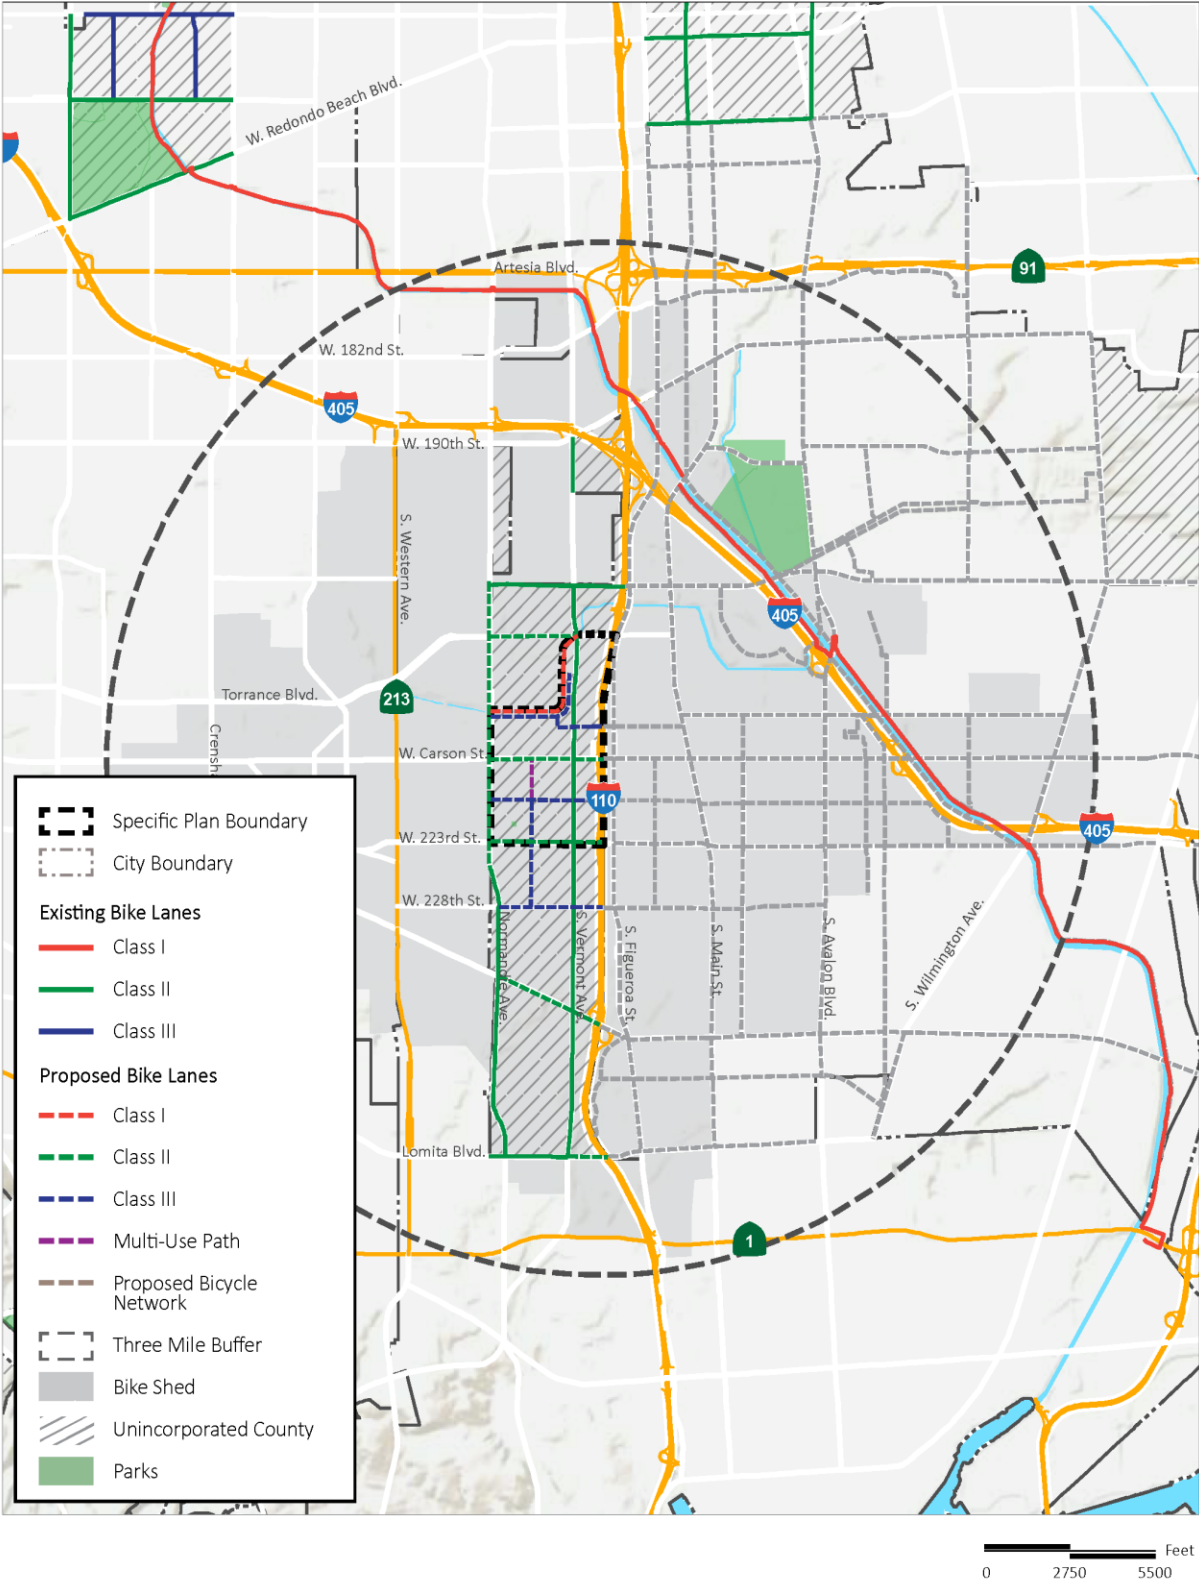 W. Redondo Beach Blvd.
Artesia Blvd.
91
W. 182nd St.
405
W. 190th St.
S. Western Ave.
405
Torrance Blvd.
213
Crensha
W. Carson St.
110
405
W. 223rd St.
W. 228th St.
Normandie Ave.
S. Vermont Ave.
S. Figueroa St.
S. Main St.
S. Avalon Blvd.
S. Wilmington Ave.
Lomita Blvd.
1
Specific Plan Boundary
City Boundary
Existing Bike Lanes
Class I
Class II
Class III
Proposed Bike Lanes
Class I
Class II
Class III
Multi-Use Path
Proposed Bicycle
Network
Three Mile Buffer
Bike Shed
Unincorporated County
Parks
Feet
0 2750 5500